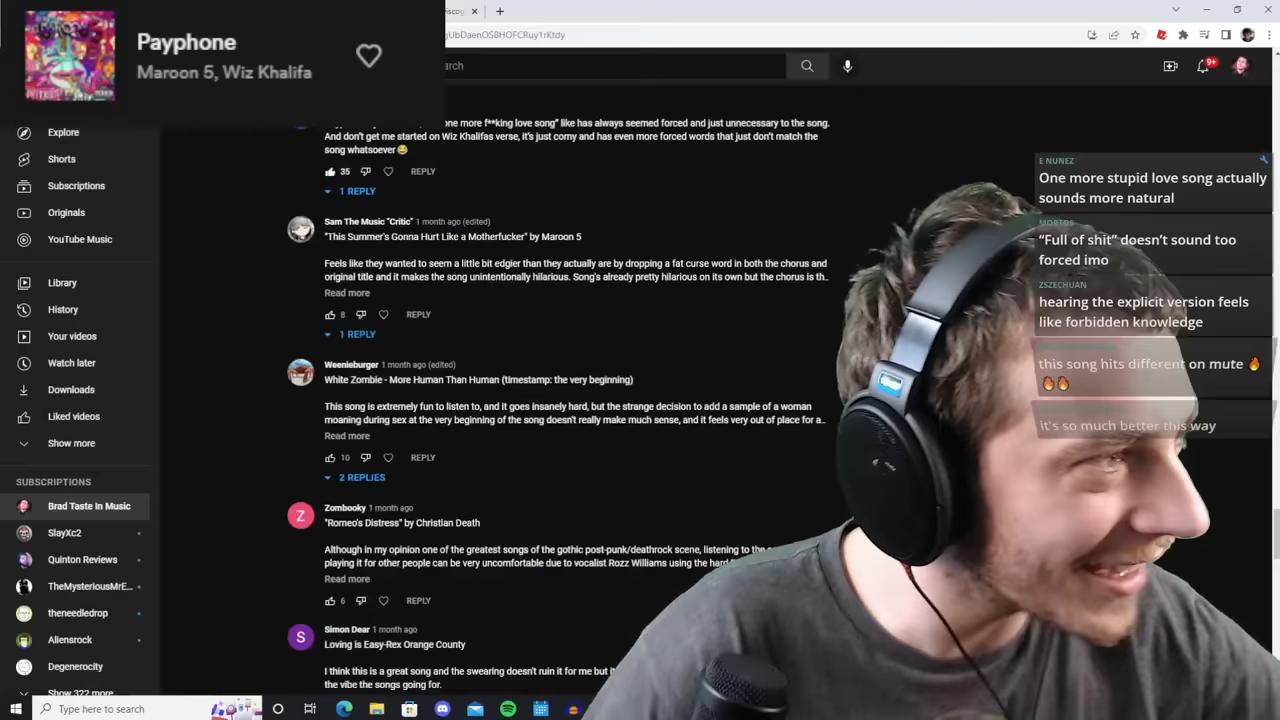 Payphone
Maroon 5, Wiz Khalifa
9+
Explore
Shorts
Subscriptions
Originals
YouTube Music
Library
History
Your videos
Watch later
Downloads
Liked videos
Show more
SUBSCRIPTIONS
Brad Taste In Music
SlayXc2
Quinton Reviews
TheMysteriousMrE...
theneedledrop
Aliensrock
Degenerocity
Show 322 more
Type here to search
one more f**king love song" like has always seemed forced and just unnecessary to the song.
And don't get me started on Wiz Khalifas verse, it's just corny and has even more forced words that just don't match the
song whatsoever😂
35 REPLY
1 REPLY
Sam The Music "Critic" 1 month ago (edited)
"This Summer's Gonna Hurt Like a Motherfucker" by Maroon 5
Feels like they wanted to seem a little bit edgier than they actually are by dropping a fat curse word in both the chorus and
original title and it makes the song unintentionally hilarious. Song's already pretty hilarious on its own but the chorus is th...
Read more
8 REPLY
1 REPLY
Weenieburger 1 month ago (edited)
White Zombie - More Human Than Human (timestamp: the very beginning)
This song is extremely fun to listen to, and it goes insanely hard, but the strange decision to add a sample of a woman
moaning during sex at the very beginning of the song doesn't really make much sense, and it feels very out of place for a...
Read more
10 REPLY
2 REPLIES
Z
Zombooky 1 month ago
"Romeo's Distress" by Christian Death
Although in my opinion one of the greatest songs of the gothic post-punk/deathrock scene, listening to the
playing it for other people can be very uncomfortable due to vocalist Rozz Williams using the hard
Read more
6 REPLY
S
Simon Dear 1 month ago
Loving is Easy-Rex Orange County
I think this is a great song and the swearing doesn't ruin it for me but
the vibe the songs going for.
E NUNEZ
One more stupid love song actually
sounds more natural
MORTOS
“Full of shit” doesn’t sound too
forced imo
ZSZECHUAN
hearing the explicit version feels
like forbidden knowledge
this song hits different on mute 🔥
🔥🔥
it's so much better this way